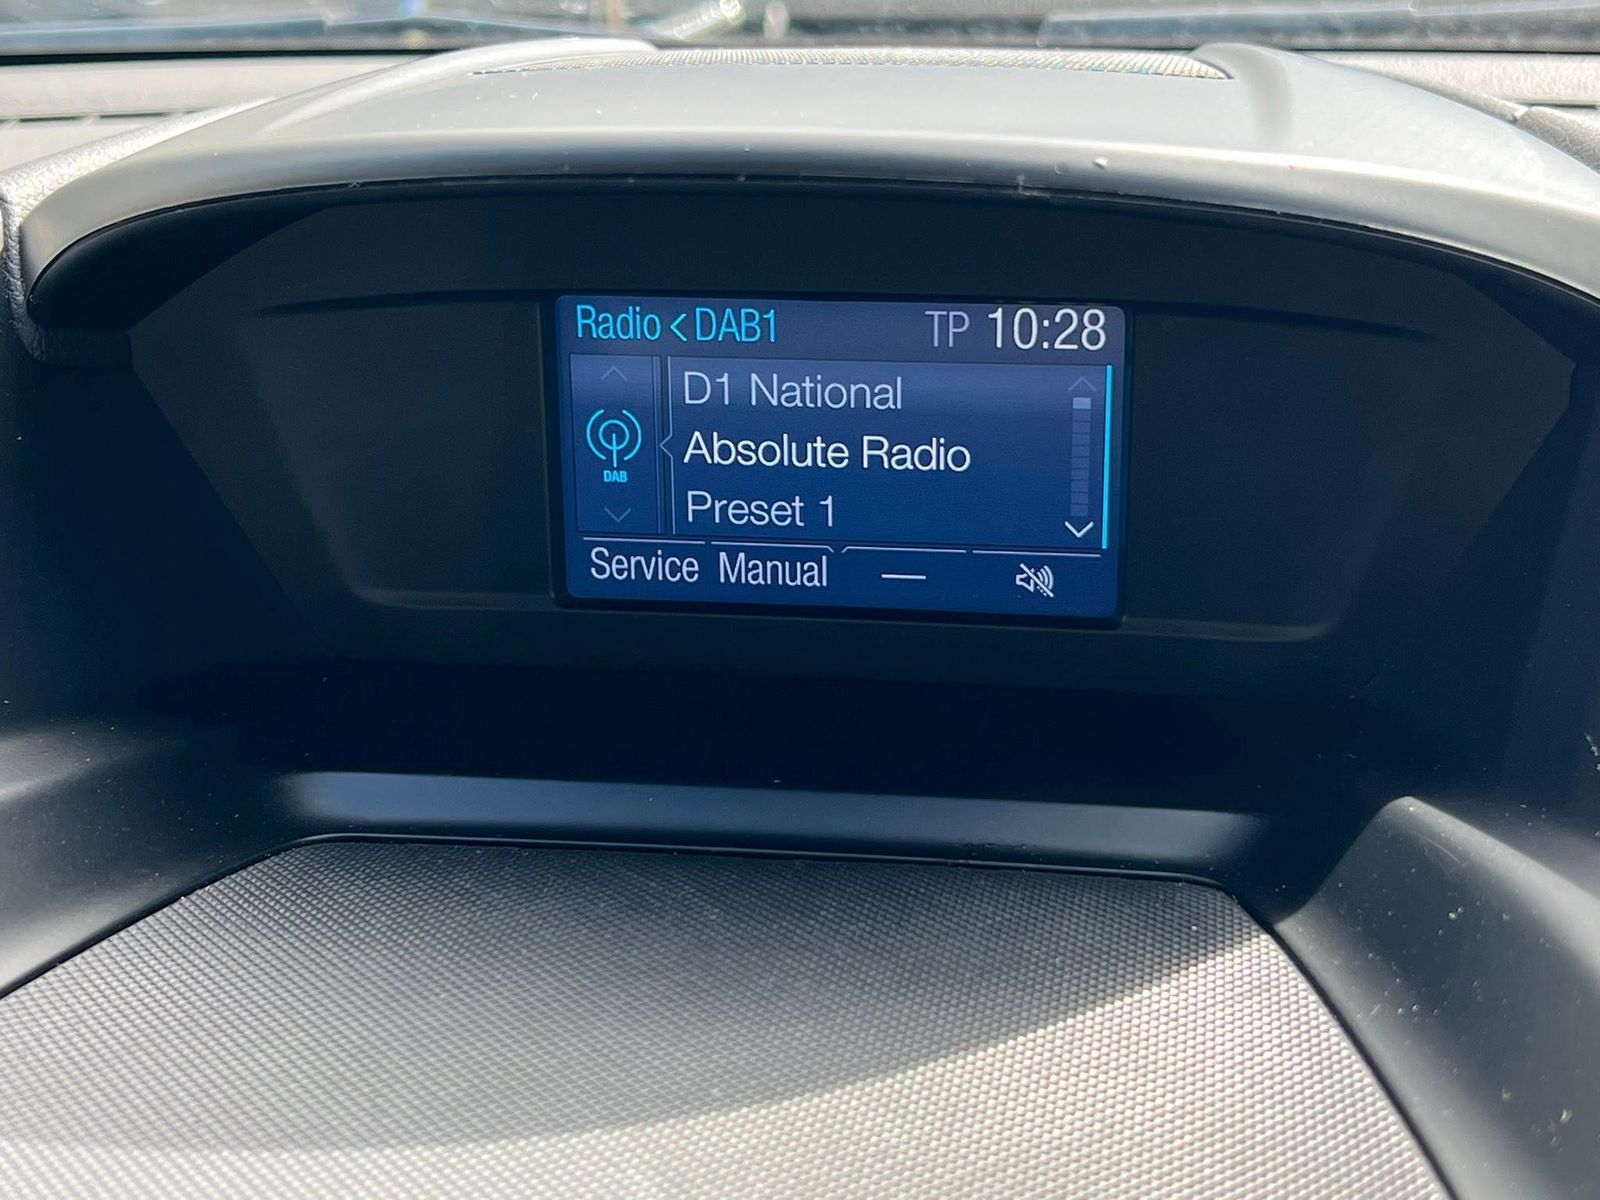 Radio < DAB1 TP 10:28
D1 National
Absolute Radio
DAB
Preset 1
Service Manual —